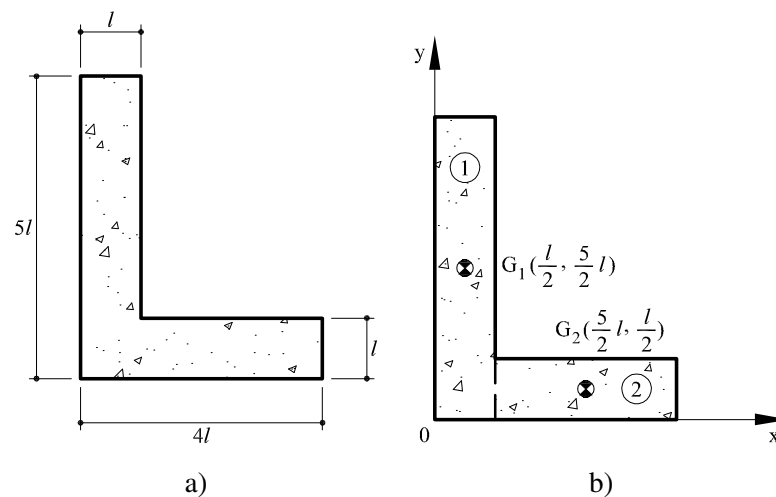 l
5l
l
4l
a)
y
1
G₁(l/2, 5/2 l)
G₂(5/2 l, l/2)
2
0
x
b)